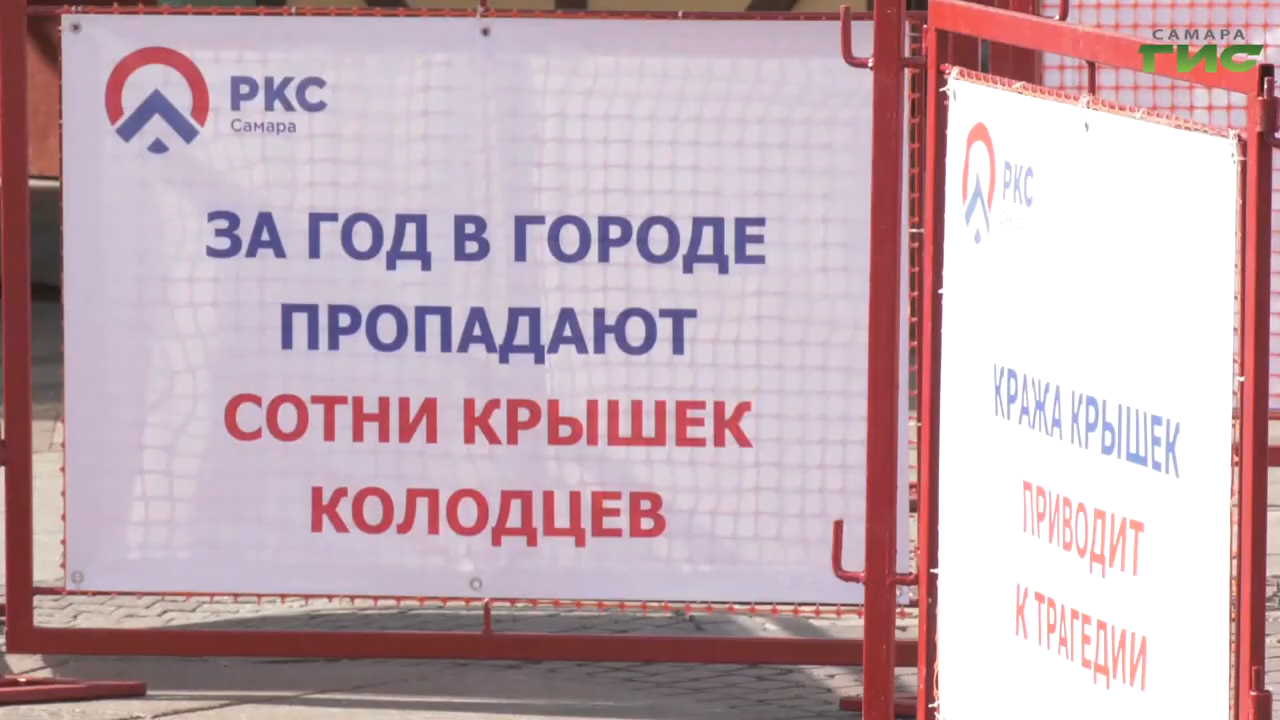 РКС
Самара
ЗА ГОД В ГОРОДЕ
ПРОПАДАЮТ
СОТНИ КРЫШЕК
КОЛОДЦЕВ
САМАРА
ГИС
РКС
КРАЖА КРЫШЕК
ПРИВОДИТ
К ТРАГЕДИИ